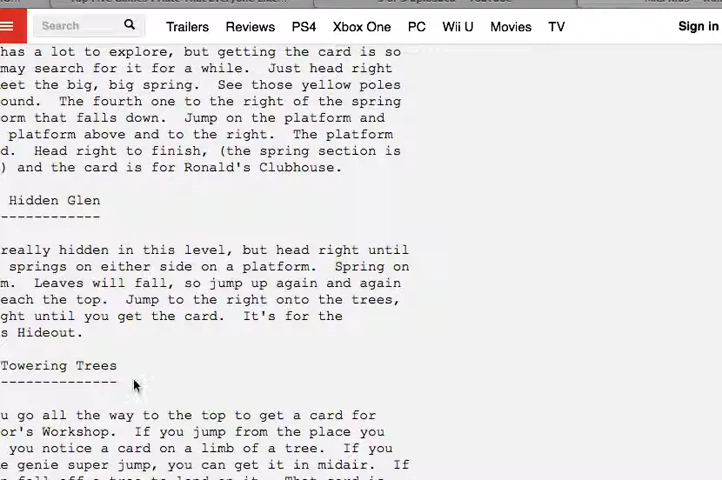 Top Five Games I Hate That Everyone Else
Search
Trailers Reviews PS4 Xbox One PC Wii U Movies TV
Sign in
has a lot to explore, but getting the card is so
may search for it for a while. Just head right
eet the big, big spring. See those yellow poles
ound. The fourth one to the right of the spring
orm that falls down. Jump on the platform and
platform above and to the right. The platform
d. Head right to finish, (the spring section is
) and the card is for Ronald's Clubhouse.
Hidden Glen
------------
really hidden in this level, but head right until
springs on either side on a platform. Spring on
m. Leaves will fall, so jump up again and again
each the top. Jump to the right onto the trees,
ght until you get the card. It's for the
s Hideout.
Towering Trees
--------------
u go all the way to the top to get a card for
or's Workshop. If you jump from the place you
you notice a card on a limb of a tree. If you
e genie super jump, you can get it in midair. If